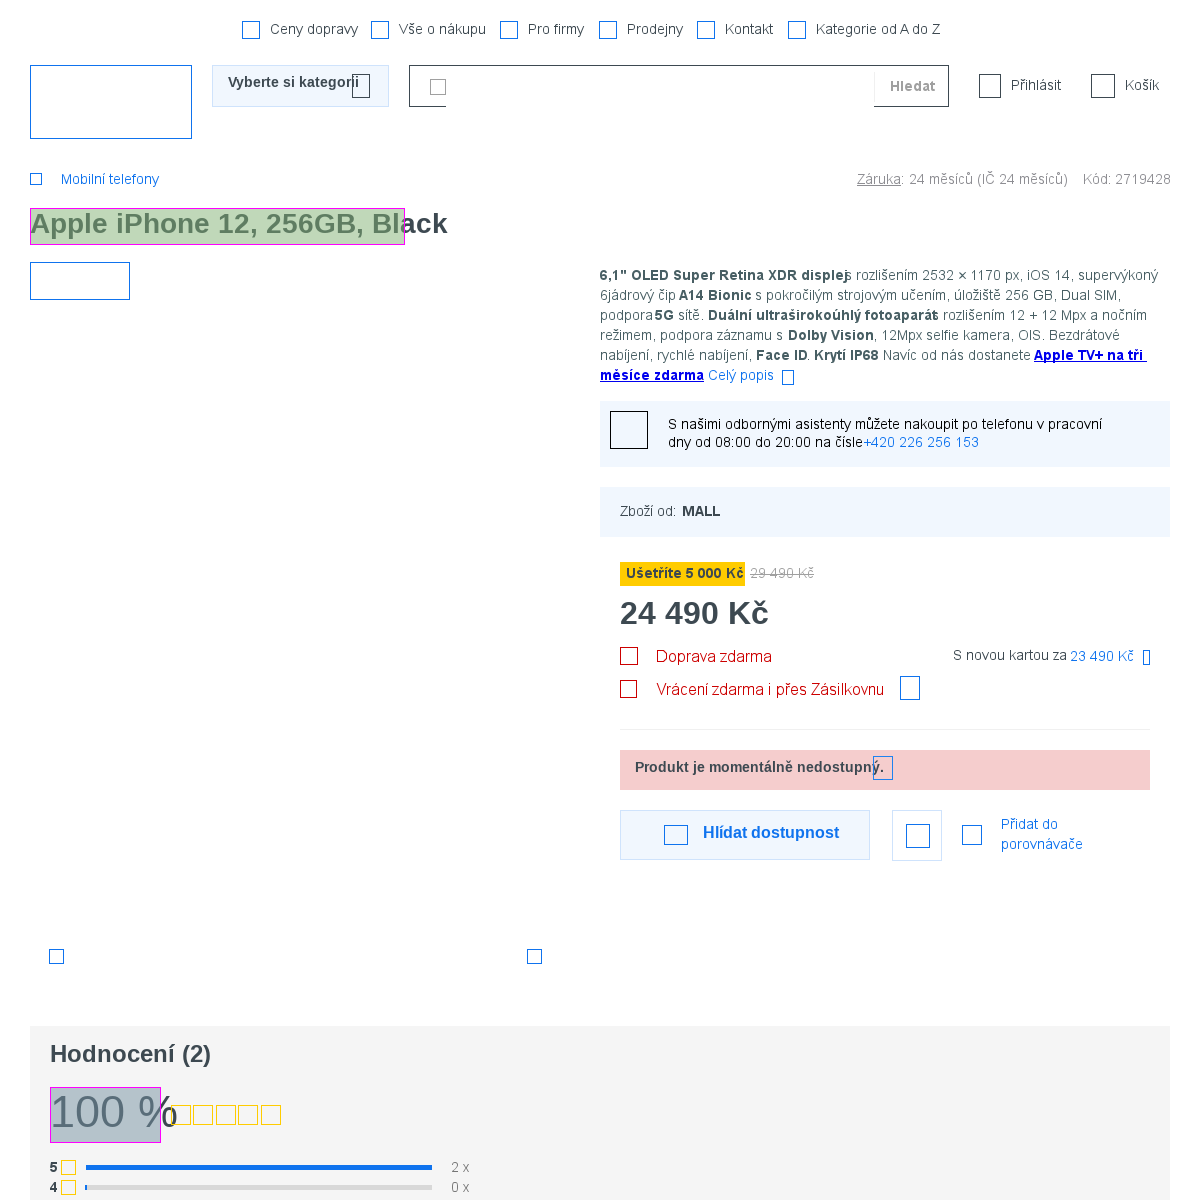 Ceny dopravy Vše o nákupu Pro firmy Prodejny Kontakt Kategorie od A do Z
Vyberte si kategorii Hledat Přihlásit Košík
Mobilní telefony Záruka: 24 měsíců (IČ 24 měsíců) Kód: 2719428
Apple iPhone 12, 256GB, Black
6,1" OLED Super Retina XDR displej s rozlišením 2532 × 1170 px, iOS 14, supervýkoný
6jádrový čip A14 Bionic s pokročilým strojovým učením, úložiště 256 GB, Dual SIM,
podpora 5G sítě. Duální ultraširokoúhlý fotoaparát s rozlišením 12 + 12 Mpx a nočním
režimem, podpora záznamu s Dolby Vision, 12Mpx selfie kamera, OIS. Bezdrátové
nabíjení, rychlé nabíjení, Face ID. Krytí IP68 Navíc od nás dostanete Apple TV+ na tři
měsíce zdarma Celý popis
S našimi odbornými asistenty můžete nakoupit po telefonu v pracovní
dny od 08:00 do 20:00 na čísle +420 226 256 153
Zboží od: MALL
Ušetříte 5 000 Kč 29 490 Kč
24 490 Kč
Doprava zdarma S novou kartou za 23 490 Kč
Vrácení zdarma i přes Zásilkovnu
Produkt je momentálně nedostupný.
Hlídat dostupnost Přidat do
porovnávače
Hodnocení (2)
100 %
5 2 x
4 0 x